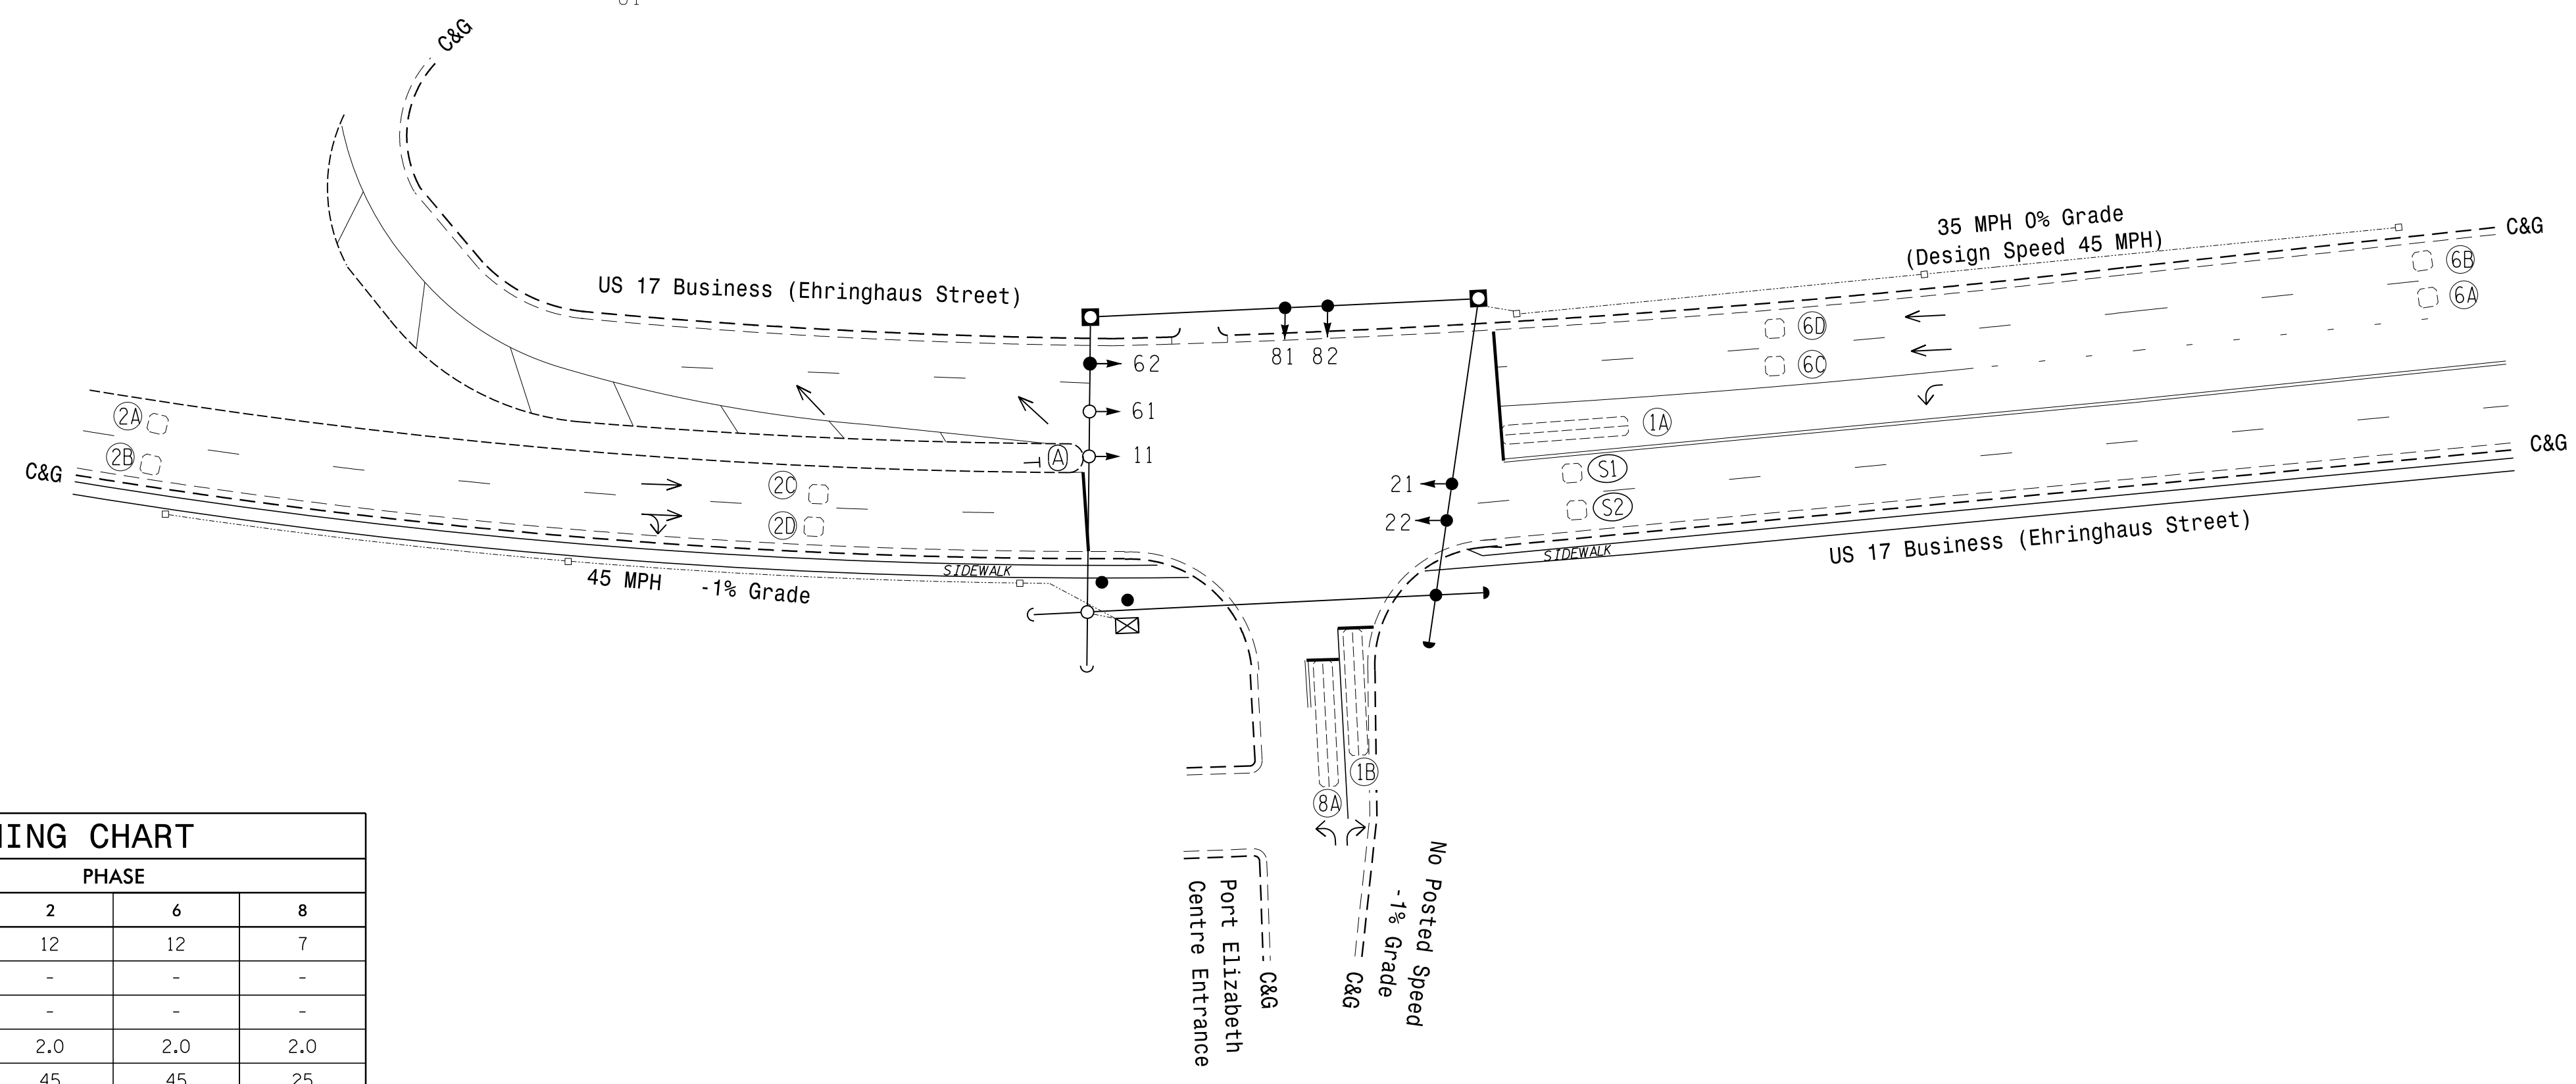 C&G
US 17 Business (Ehringhaus Street)
35 MPH 0% Grade
(Design Speed 45 MPH)
C&G
6B
6A
6D
6C
81 82
62
61
11
A
1A
2A
2B
C&G
2C
2D
21
22
S1
S2
C&G
SIDEWALK
SIDEWALK
45 MPH -1% Grade
US 17 Business (Ehringhaus Street)
1B
8A
No Posted Speed
-1% Grade
C&G
C&G
Port Elizabeth
Centre Entrance
CHART
PHASE
2 6 8
12 12 7
- - -
- - -
2.0 2.0 2.0
45 45 25